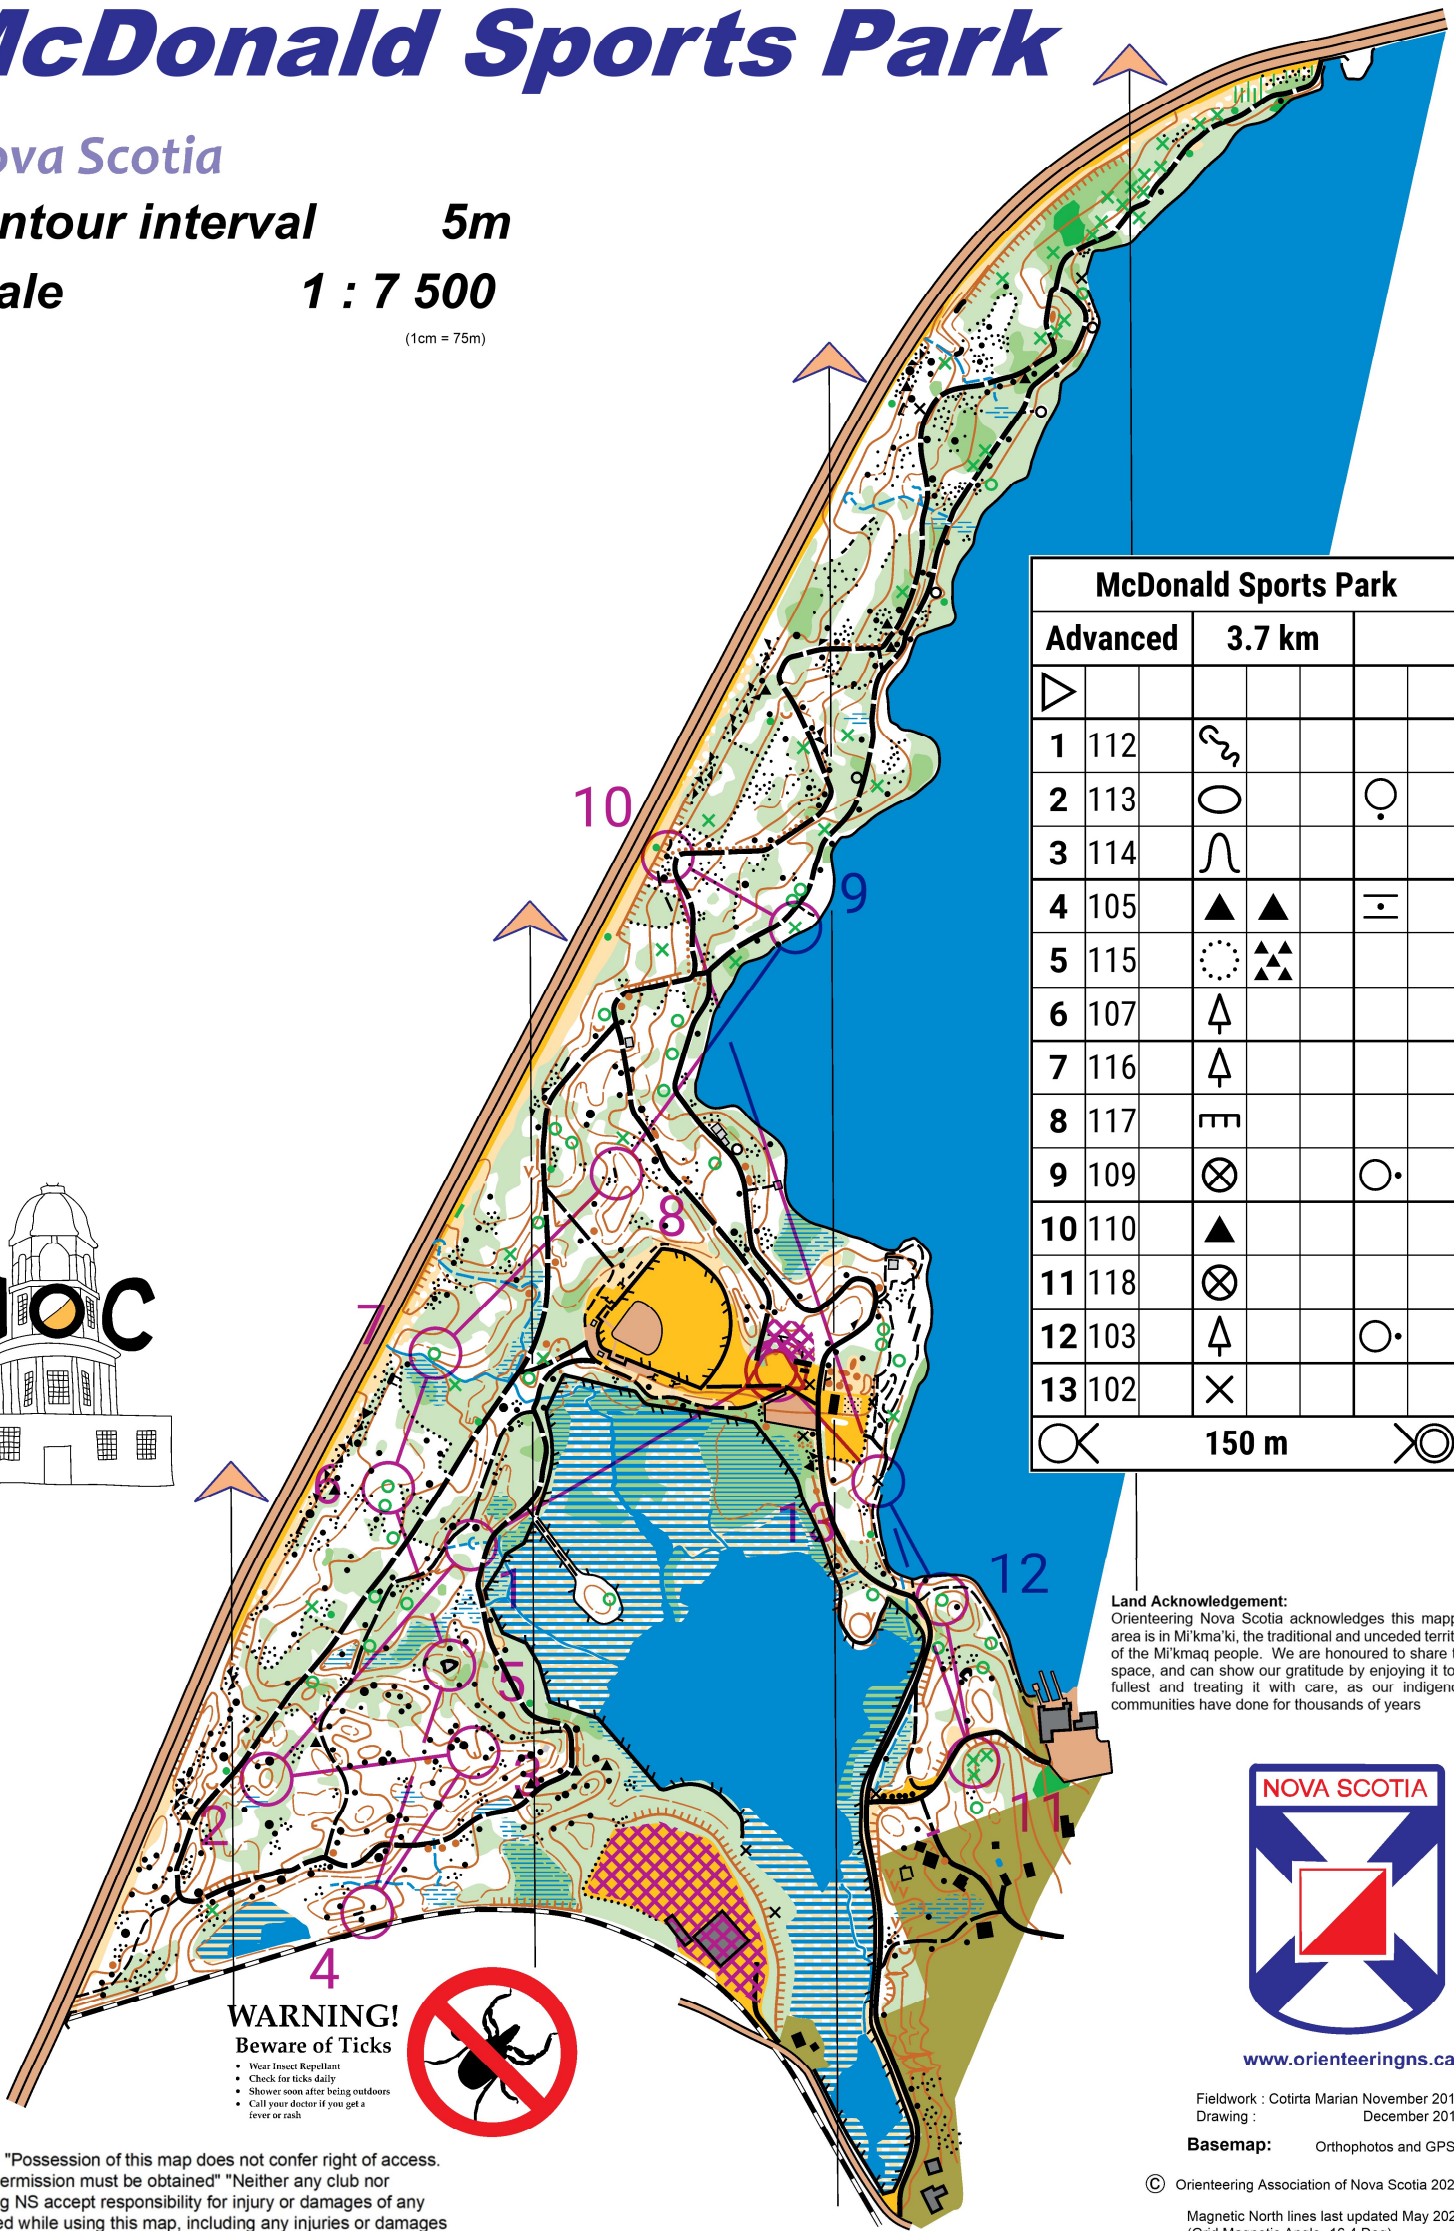 McDonald Sports Park
ova Scotia
ntour interval 5m
ale 1 : 7 500
(1cm = 75m)
McDonald Sports Park
Advanced 3.7 km
1 112
2 113
3 114
4 105
5 115
6 107
7 116
8 117
9 109
10 110
11 118
12 103
13 102
150 m
10
9
8
7
6
1
5
3
2
4
13
12
11
OC
Land Acknowledgement:
Orienteering Nova Scotia acknowledges this mapp
area is in Mi'kma'ki, the traditional and unceded territ
of the Mi'kmaq people. We are honoured to share t
space, and can show our gratitude by enjoying it to
fullest and treating it with care, as our indigeno
communities have done for thousands of years
NOVA SCOTIA
www.orienteeringns.ca
WARNING!
Beware of Ticks
• Wear Insect Repellant
• Check for ticks daily
• Shower soon after being outdoors
• Call your doctor if you get a
fever or rash
Fieldwork : Cotirta Marian November 201
Drawing : December 201
Basemap: Orthophotos and GPS
© Orienteering Association of Nova Scotia 202
Magnetic North lines last updated May 202
"Possession of this map does not confer right of access.
ermission must be obtained" "Neither any club nor
g NS accept responsibility for injury or damages of any
ed while using this map, including any injuries or damages